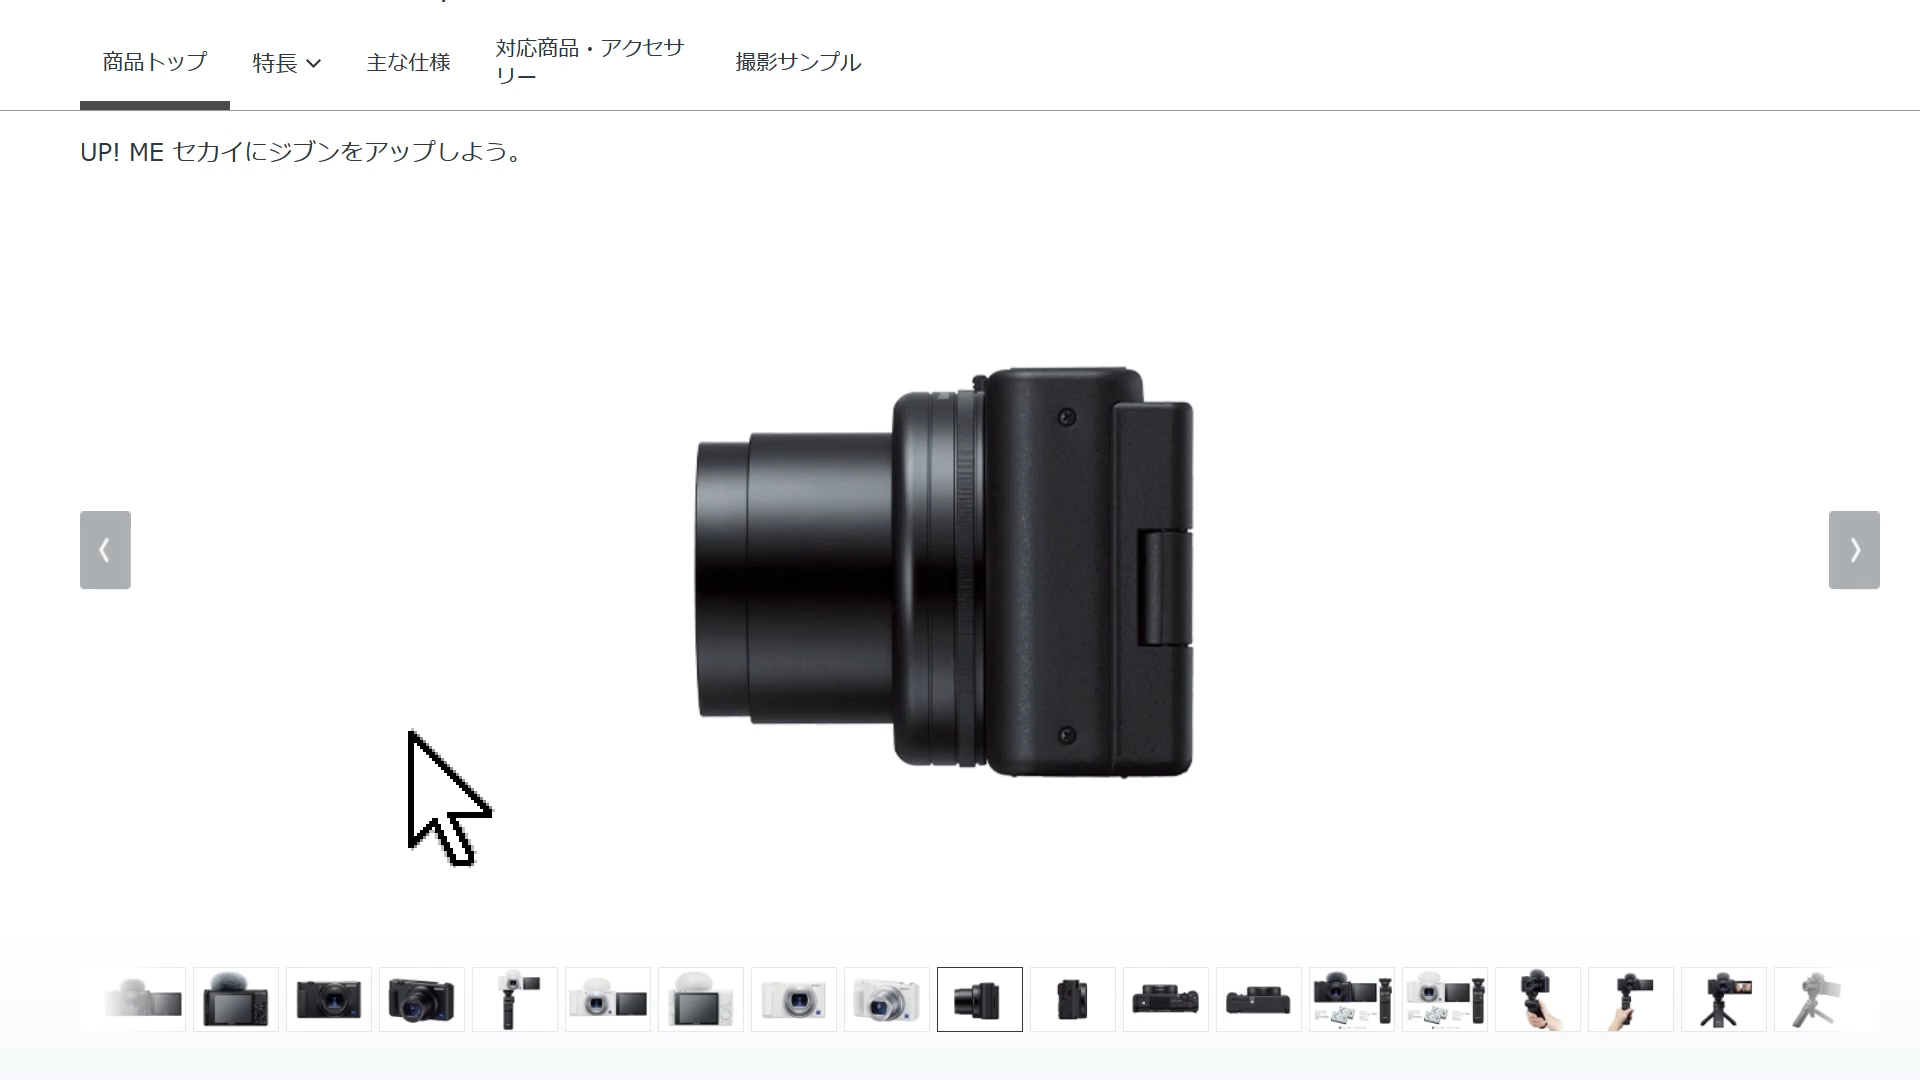 商品トップ
特長
主な仕様
対応商品・アクセサ
リー
撮影サンプル
UP! ME セカイにジブンをアップしよう。